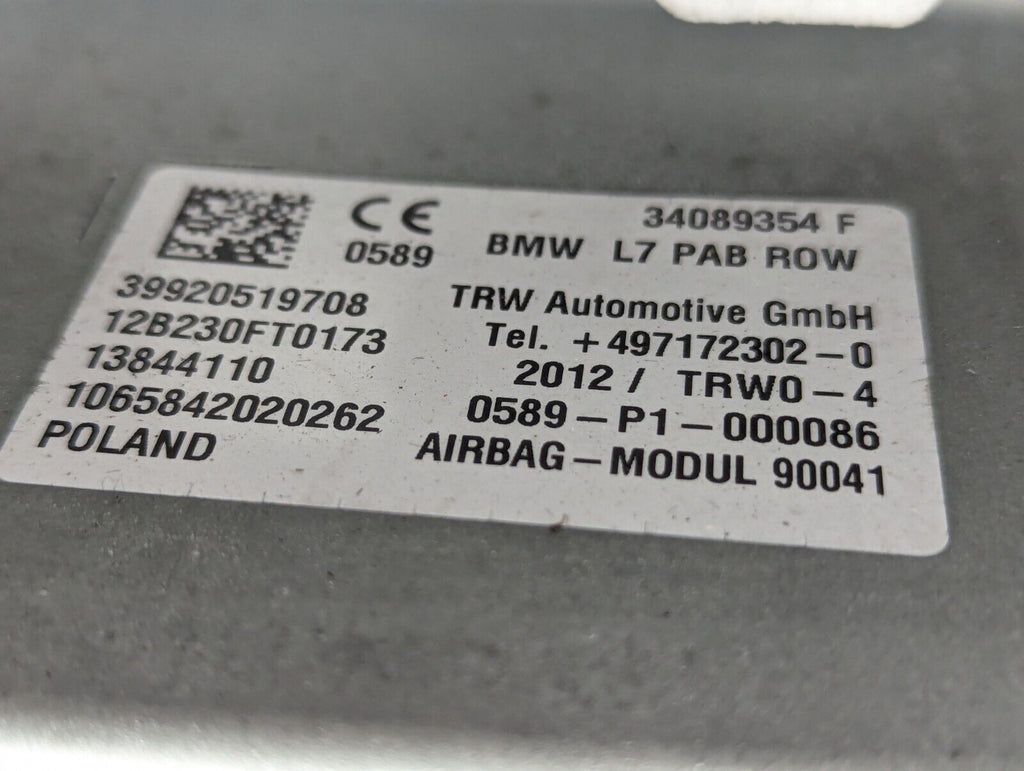 CE
0589
34089354 F
BMW L7 PAB ROW
39920519708
12B230FT0173
13844110
1065842020262
POLAND
TRW Automotive GmbH
Tel. +497172302-0
2012 / TRW0-4
0589-P1-000086
AIRBAG-MODUL 90041